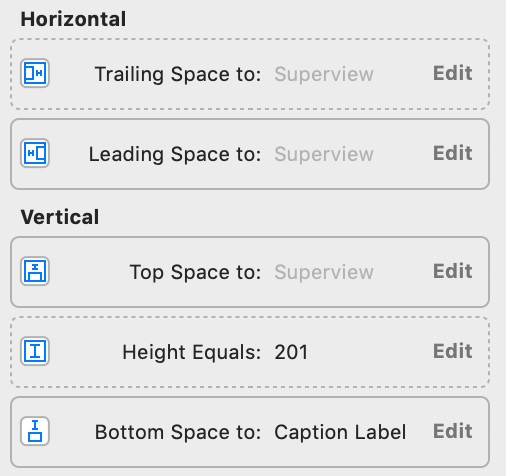 Horizontal
Trailing Space to: Superview Edit
Leading Space to: Superview Edit
Vertical
Top Space to: Superview Edit
Height Equals: 201 Edit
Bottom Space to: Caption Label Edit